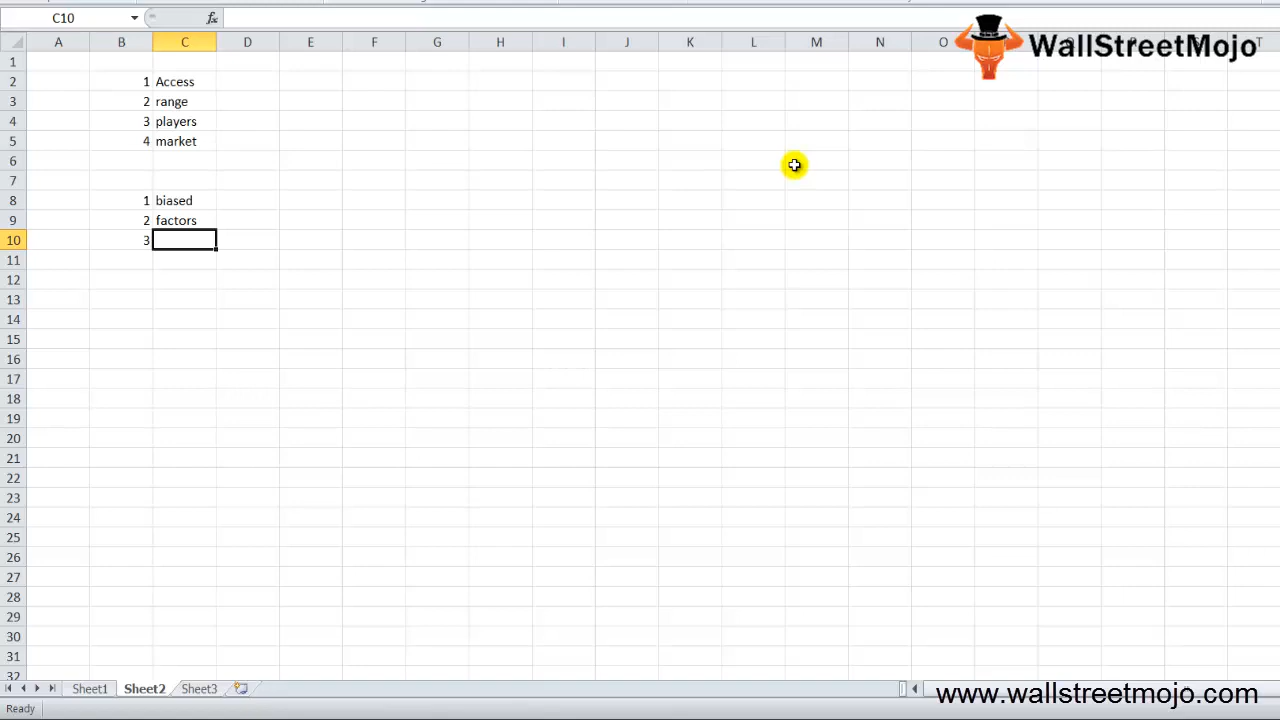 C10
fx
A B C D E F G H J K L M N O T
WallStreetMojo
1
2 1 Access
3 2 range
4 3 players
5 4 market
6
7
8 1 biased
9 2 factors
10 3
11
12
13
14
15
16
17
18
19
20
21
22
23
24
25
26
27
28
29
30
31
32
Sheet1 Sheet2 Sheet3
www.wallstreetmojo.com
Ready